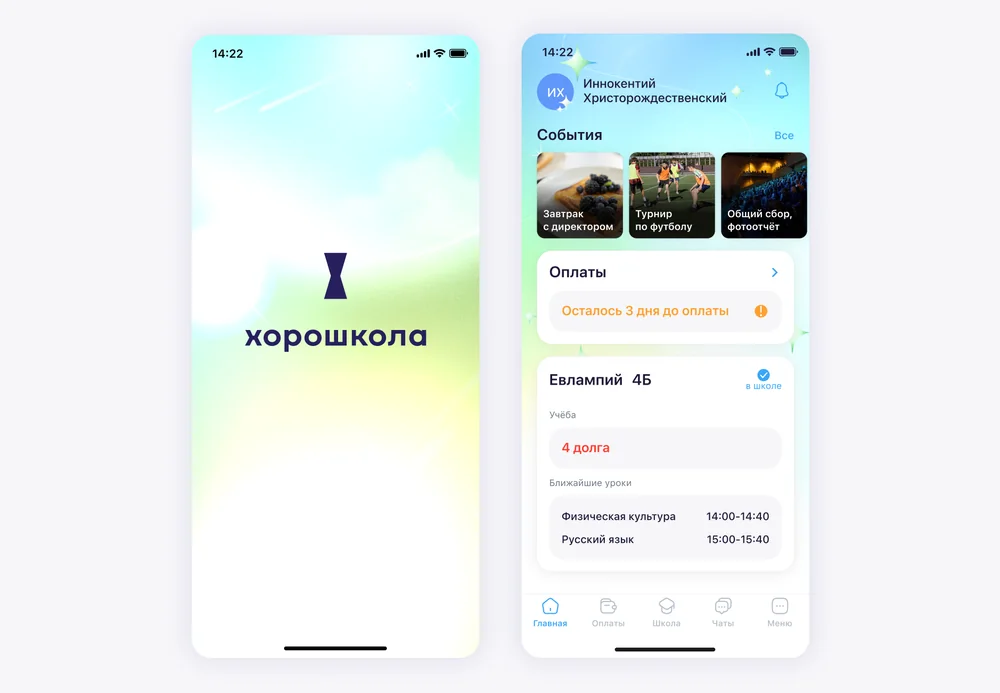 14:22
хорошкола
14:22
ИХ
Иннокентий
Христорождественский
События
Все
Завтрак
с директором
Турнир
по футболу
Общий сбор,
фотоотчёт
Оплаты
Осталось 3 дня до оплаты
Евлампий 4Б
в школе
Учёба
4 долга
Ближайшие уроки
Физическая культура 14:00-14:40
Русский язык 15:00-15:40
Главная Оплаты Школа Чаты Меню